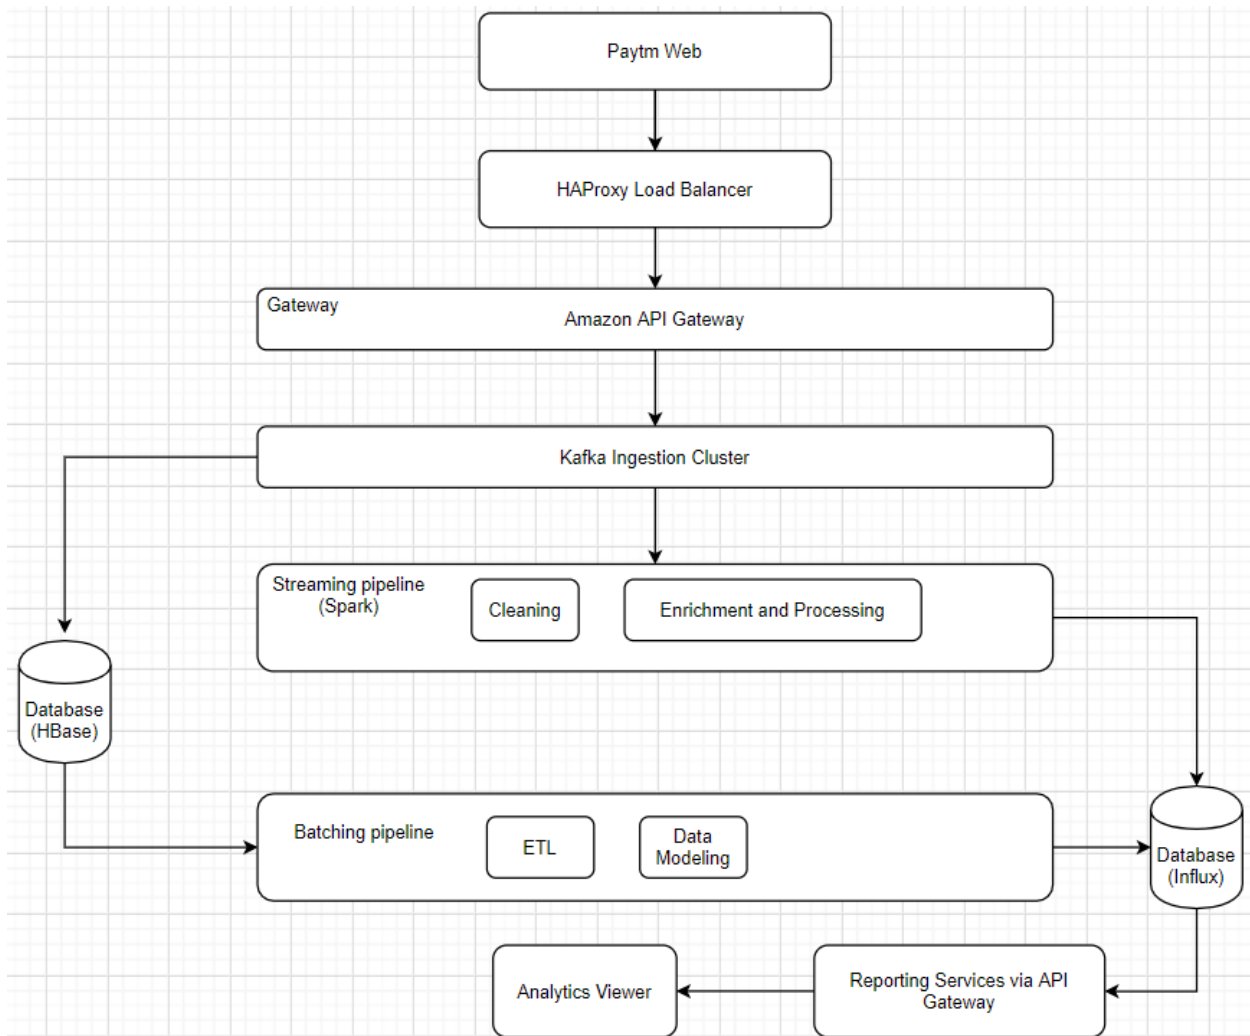 Paytm Web
HAProxy Load Balancer
Gateway
Amazon API Gateway
Kafka Ingestion Cluster
Streaming pipeline
(Spark)
Cleaning
Enrichment and Processing
Database
(HBase)
Batching pipeline
ETL
Data
Modeling
Database
(Influx)
Analytics Viewer
Reporting Services via API
Gateway